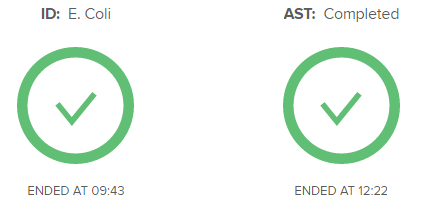 ID: E. Coli
AST: Completed
ENDED AT 09:43
ENDED AT 12:22